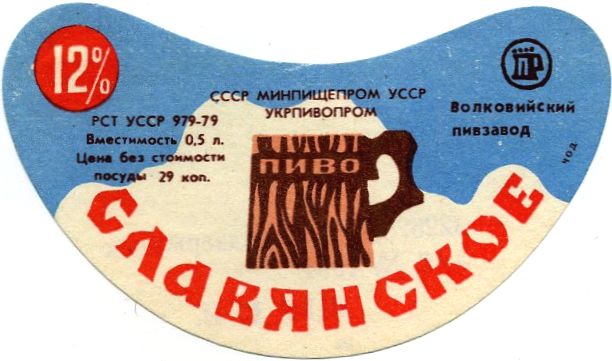 12%
СССР МИНПИЩЕПРОМ УССР
УКРПИВОПРОМ
РСТ УССР 979-79
Вместимость 0,5 л.
Цена без стоимости
посуды 29 коп.
Волковийский
пивзавод
ЧОД.
ПИВО
СЛАВЯНСКОЕ